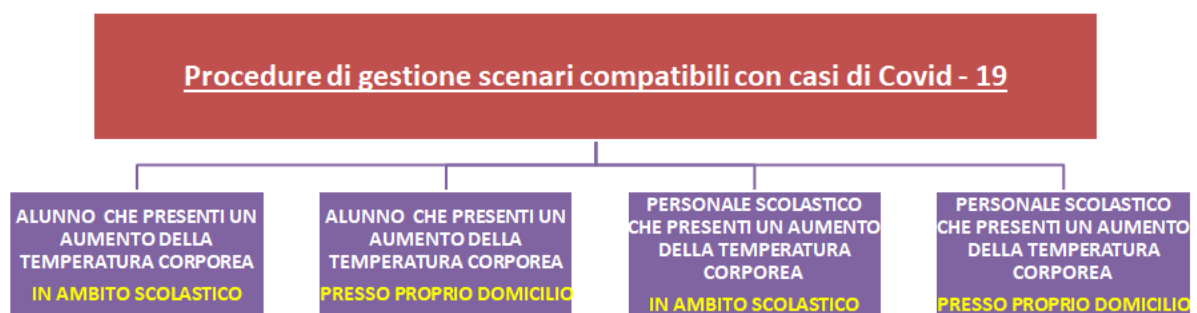 Procedure di gestione scenari compatibili con casi di Covid - 19
ALUNNO CHE PRESENTI UN
AUMENTO DELLA
TEMPERATURA CORPOREA
IN AMBITO SCOLASTICO
ALUNNO CHE PRESENTI UN
AUMENTO DELLA
TEMPERATURA CORPOREA
PRESSO PROPRIO DOMICILIO
PERSONALE SCOLASTICO
CHE PRESENTI UN AUMENTO
DELLA TEMPERATURA
CORPOREA
IN AMBITO SCOLASTICO
PERSONALE SCOLASTICO
CHE PRESENTI UN AUMENTO
DELLA TEMPERATURA
CORPOREA
PRESSO PROPRIO DOMICILIO